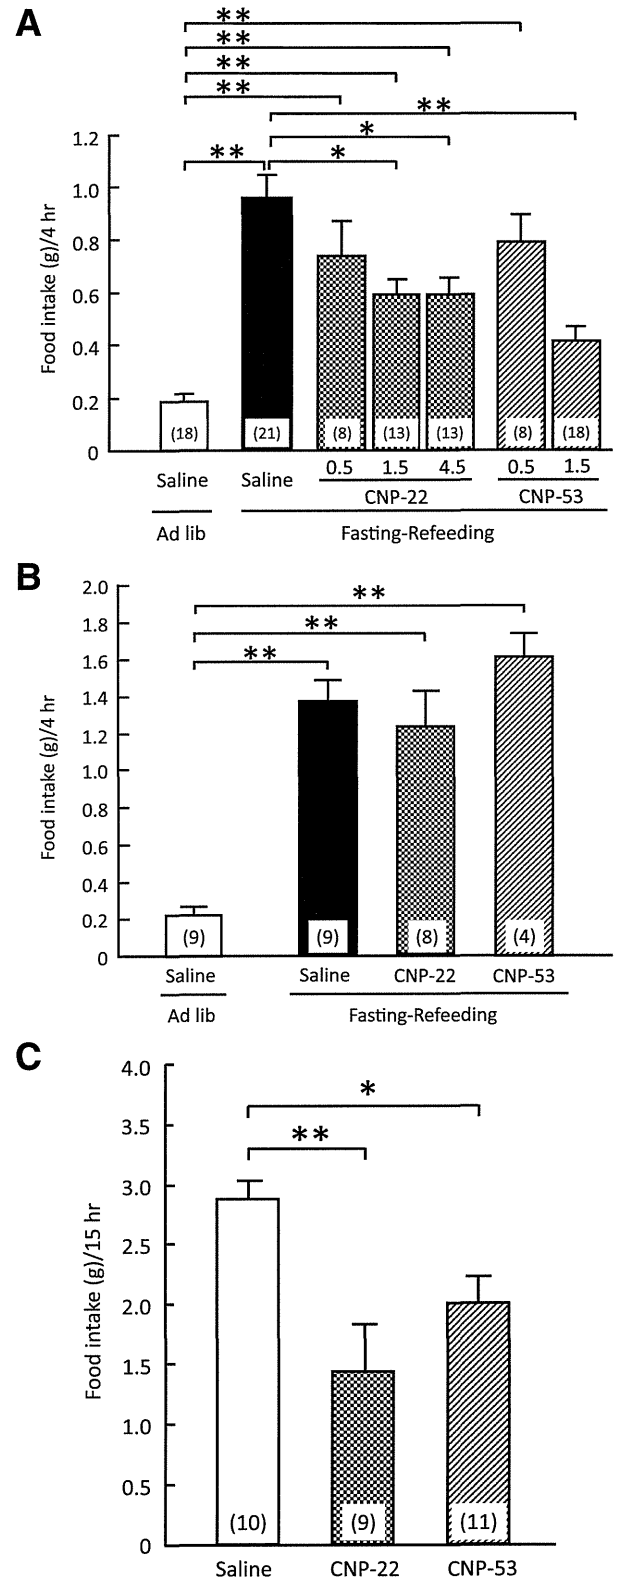 A
**
**
**
**
**
*
** *
1.2
1.0
0.8
0.6
0.4
0.2
0
Food intake (g)/4 hr
(18) (21) (8) (13) (13) (8) (18)
0.5 1.5 4.5 0.5 1.5
Saline Saline
CNP-22 CNP-53
Ad lib Fasting-Refeeding
B
2.0
1.8
1.6
1.4
1.2
1.0
0.8
0.6
0.4
0.2
0
Food intake (g)/4 hr
**
**
**
(9) (9) (8) (4)
Saline Saline CNP-22 CNP-53
Ad lib Fasting-Refeeding
C
4.0
3.5
3.0
2.5
2.0
1.5
1.0
0.5
0
Food intake (g)/15 hr
*
**
(10) (9) (11)
Saline CNP-22 CNP-53